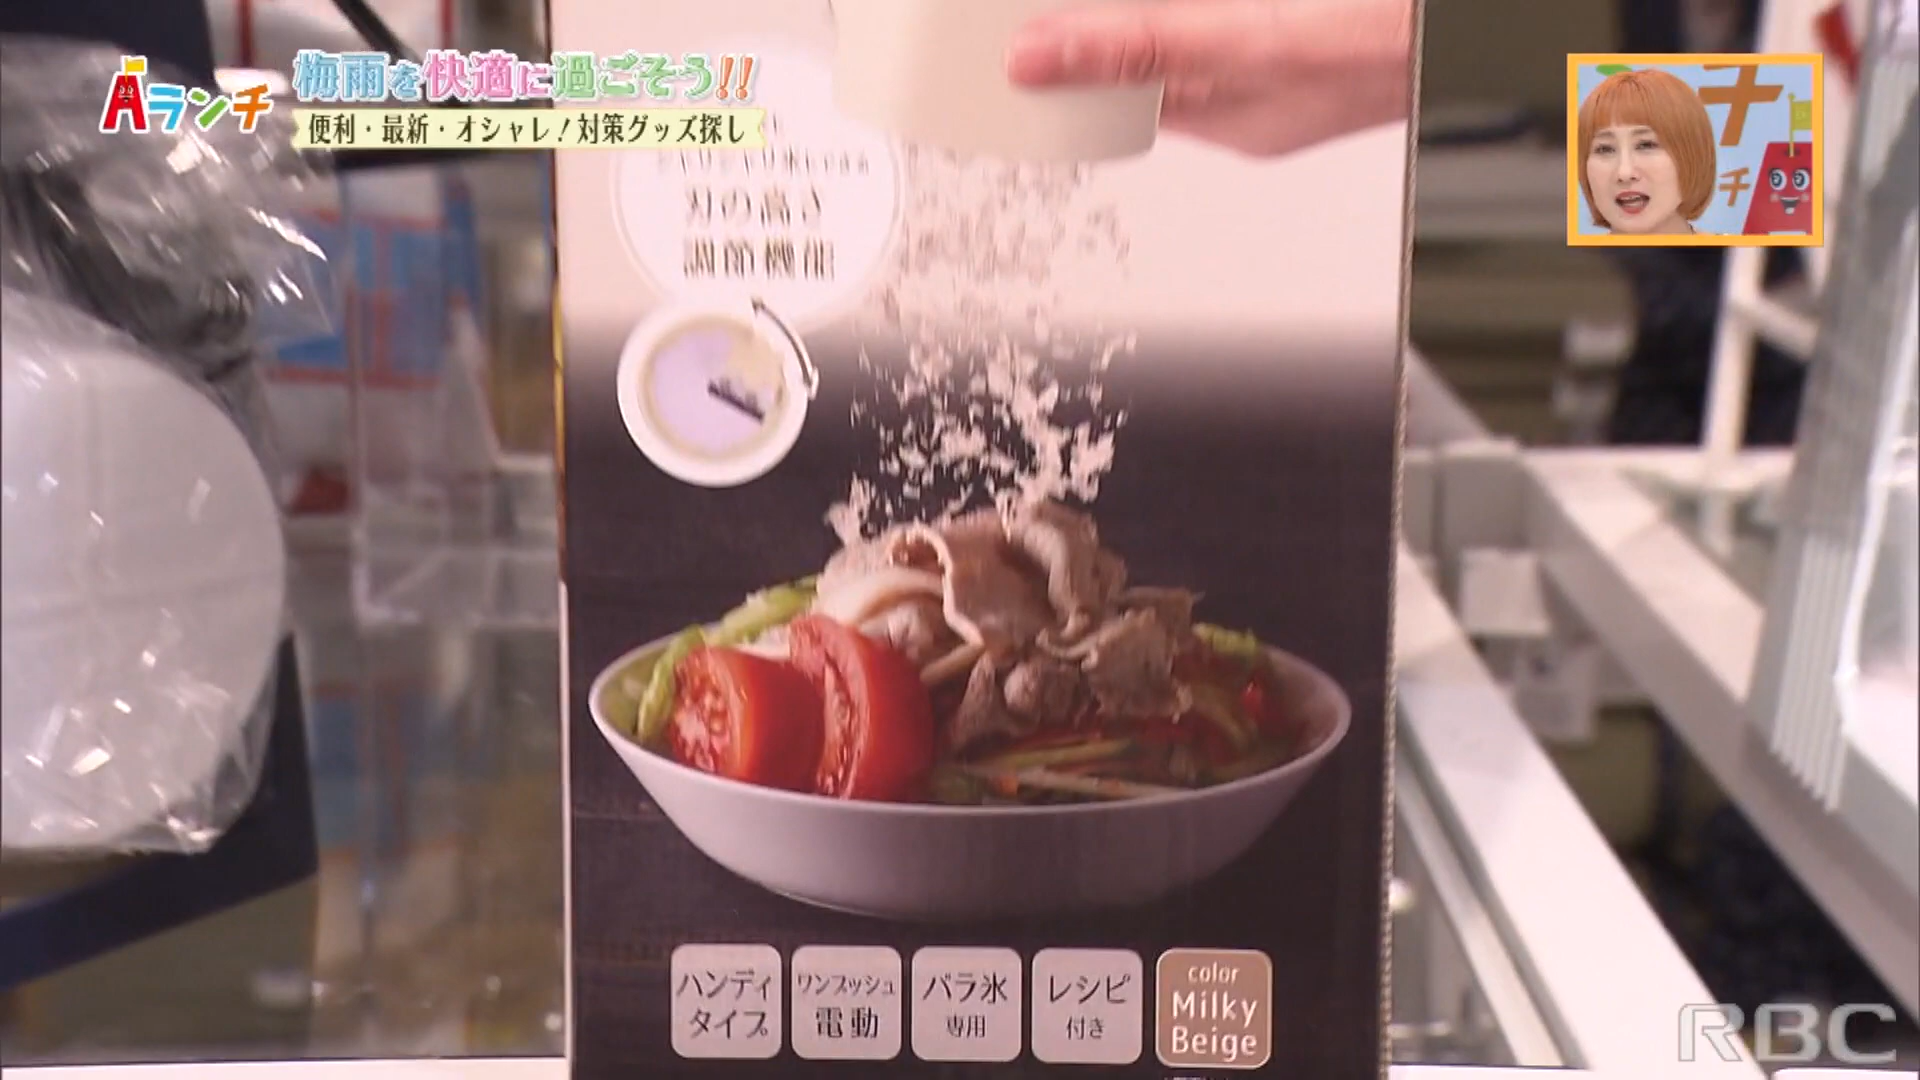 Aランチ
梅雨を快適に過ごそう!!
便利・最新・オシャレ!対策グッズ探し
チ
チ
刃の高さ
調節機能
ハンディ
タイプ
ワンプッシュ
電動
バラ氷
専用
レシピ
付き
color
Milky
Beige
RBC